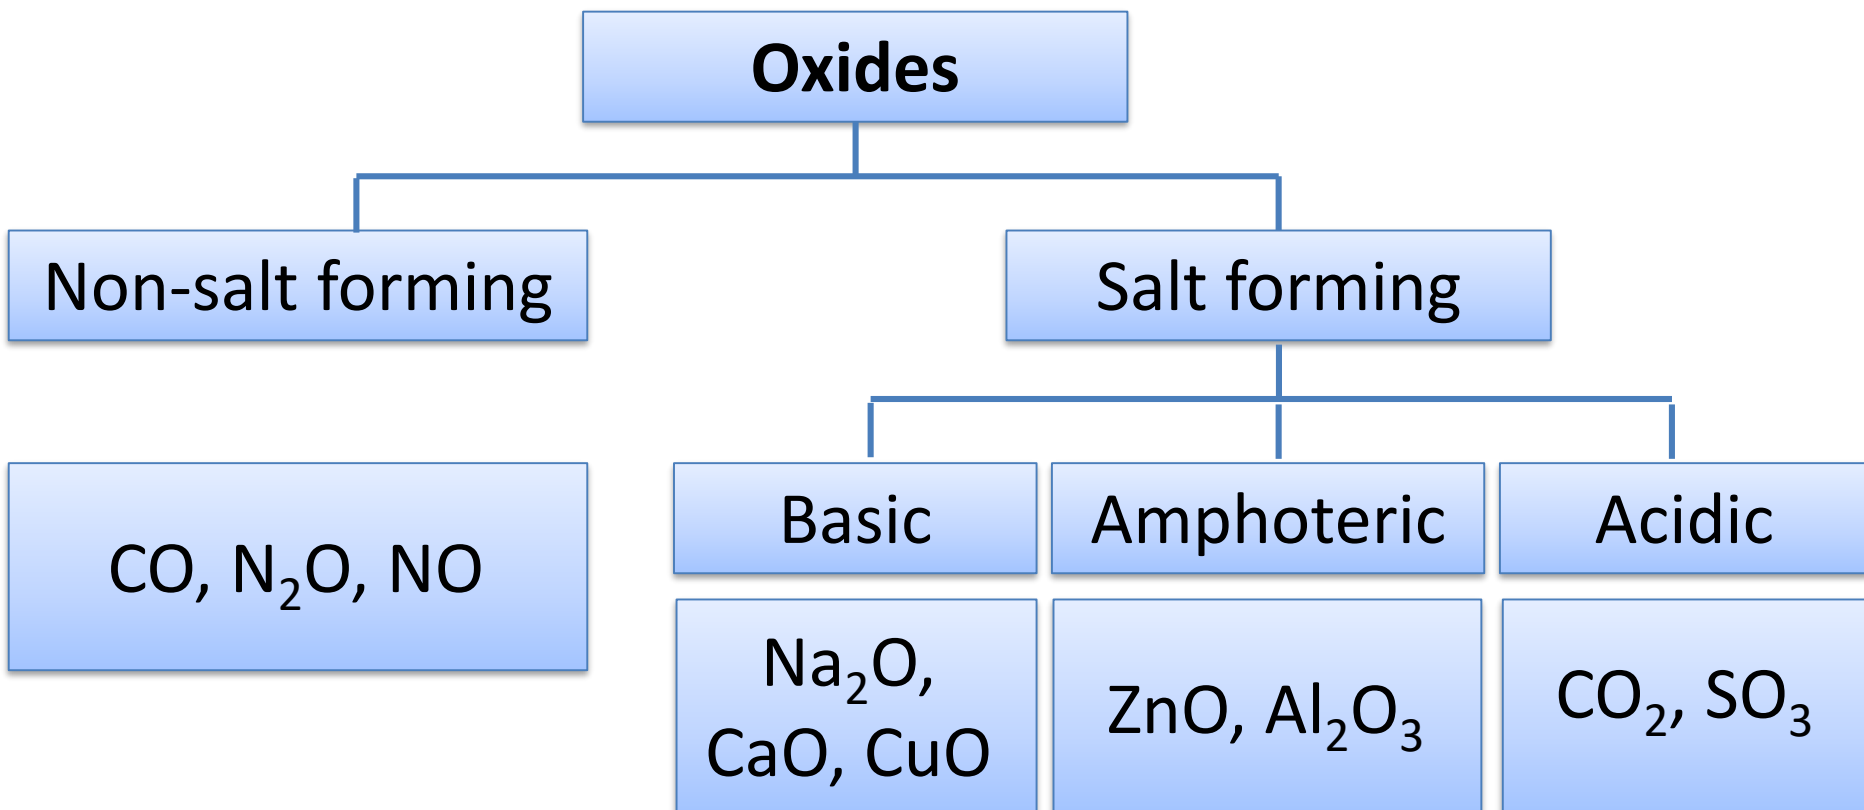 Oxides
Non-salt forming
Salt forming
CO, N₂O, NO
Basic
Amphoteric
Acidic
Na₂O,
CaO, CuO
ZnO, Al₂O₃
CO₂, SO₃